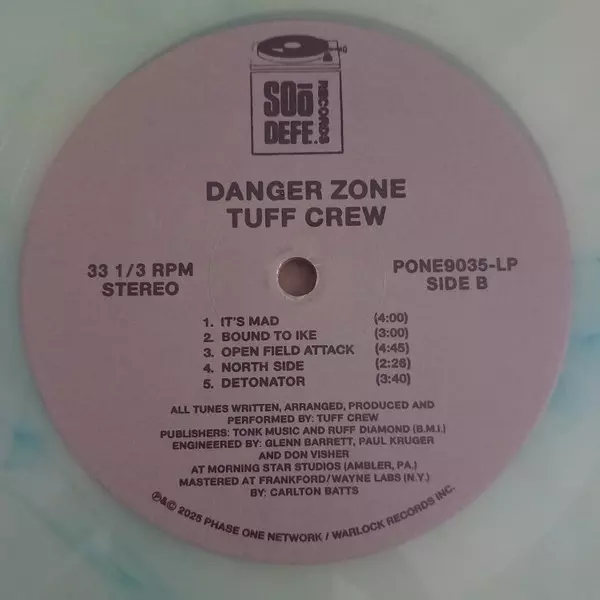 SOŌ
DEFF.
RECORDS
DANGER ZONE
TUFF CREW
33 1/3 RPM
STEREO
PONE9035-LP
SIDE B
1. IT'S MAD (4:00)
2. BOUND TO IKE (3:00)
3. OPEN FIELD ATTACK (4:45)
4. NORTH SIDE (2:26)
5. DETONATOR (3:40)
ALL TUNES WRITTEN, ARRANGED, PRODUCED AND
PERFORMED BY: TUFF CREW
PUBLISHERS: TONK MUSIC AND RUFF DIAMOND (B.M.I.)
ENGINEERED BY: GLENN BARRETT, PAUL KRUGER
AND DON VISHER
AT MORNING STAR STUDIOS (AMBLER, PA.)
MASTERED AT FRANKFORD/WAYNE LABS (N.Y.)
BY: CARLTON BATTS
℗&© 2025 PHASE ONE NETWORK / WARLOCK RECORDS INC.